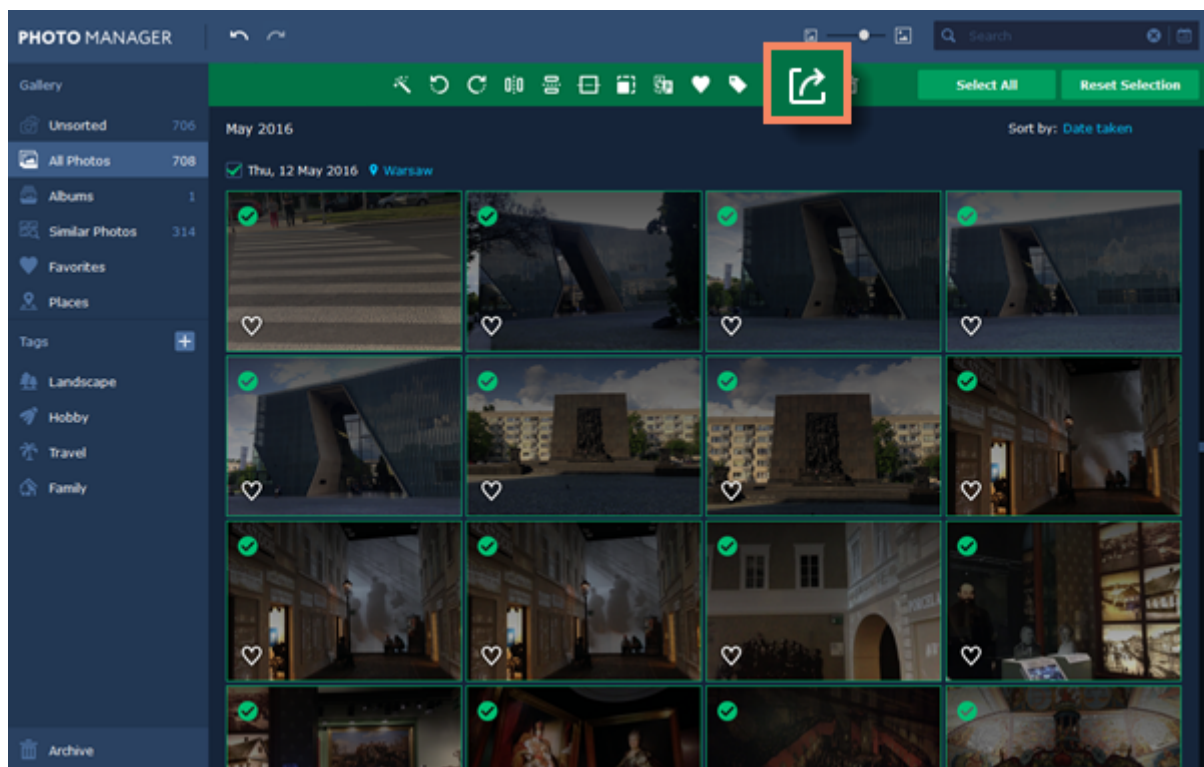 PHOTO MANAGER
Search
Gallery
Select All
Reset Selection
Unsorted 706
May 2016
Sort by: Date taken
All Photos 708
Thu, 12 May 2016 Warsaw
Albums 1
Similar Photos 314
Favorites
Places
Tags
Landscape
Hobby
Travel
Family
Archive